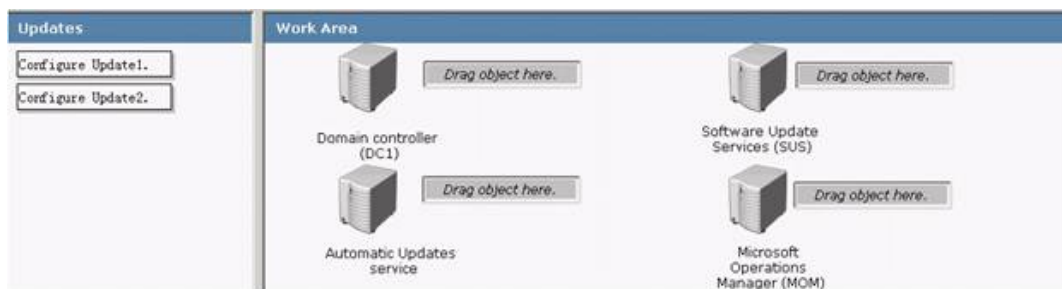 Updates
Work Area
Configure Update1.
Configure Update2.
Drag object here.
Drag object here.
Domain controller
(DC1)
Software Update
Services (SUS)
Drag object here.
Drag object here.
Automatic Updates
service
Microsoft
Operations
Manager (MOM)